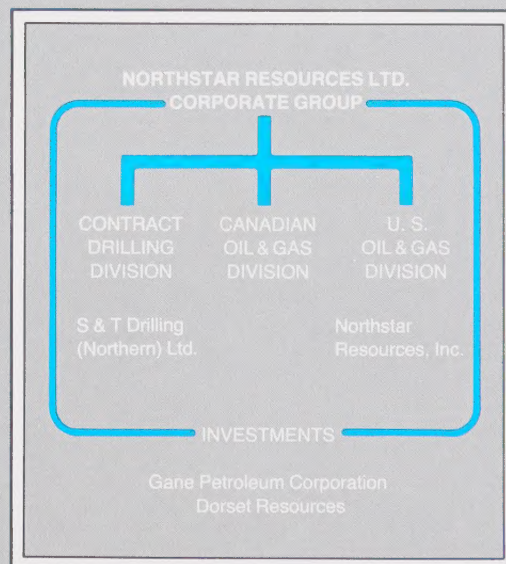 NORTHSTAR RESOURCES LTD.
CORPORATE GROUP
CONTRACT
DRILLING
DIVISION
S & T Drilling
(Northern) Ltd.
CANADIAN
OIL & GAS
DIVISION
U. S.
OIL & GAS
DIVISION
Northstar
Resources, Inc.
INVESTMENTS
Gane Petroleum Corporation
Dorset Resources